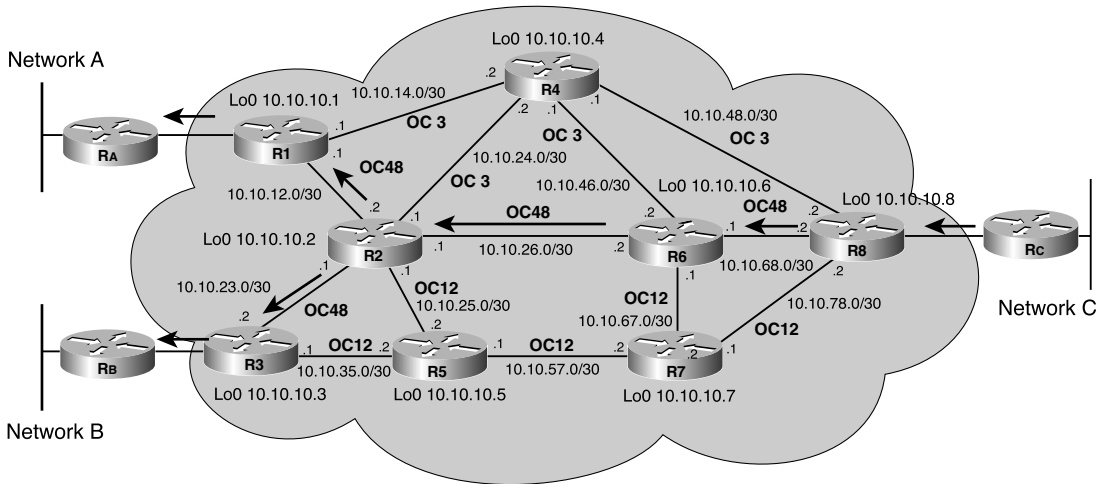 Lo0 10.10.10.4
Network A
.2
R4
10.10.14.0/30
Lo0 10.10.10.1
.2
.1
.1
10.10.48.0/30
OC 3
.1
OC 3
OC 3
RA
R1
.1
OC48
10.10.24.0/30
OC 3
10.10.46.0/30
Lo0 10.10.10.6
10.10.12.0/30
Lo0 10.10.10.8
.2
.1
OC48
.2
OC48
.2
.1
.2
RC
Lo0 10.10.10.2
R2
.1
10.10.26.0/30
.2
R6
R8
10.10.68.0/30
.1
.1
.1
.2
10.10.23.0/30
OC12
10.10.25.0/30
OC12
10.10.78.0/30
Network C
OC48
.2
.2
10.10.67.0/30
OC12
RB
R3
.1
OC12
.2
R5
.1
OC12
.2
R7
.2
.1
10.10.35.0/30
10.10.57.0/30
Lo0 10.10.10.3
Lo0 10.10.10.5
Lo0 10.10.10.7
Network B